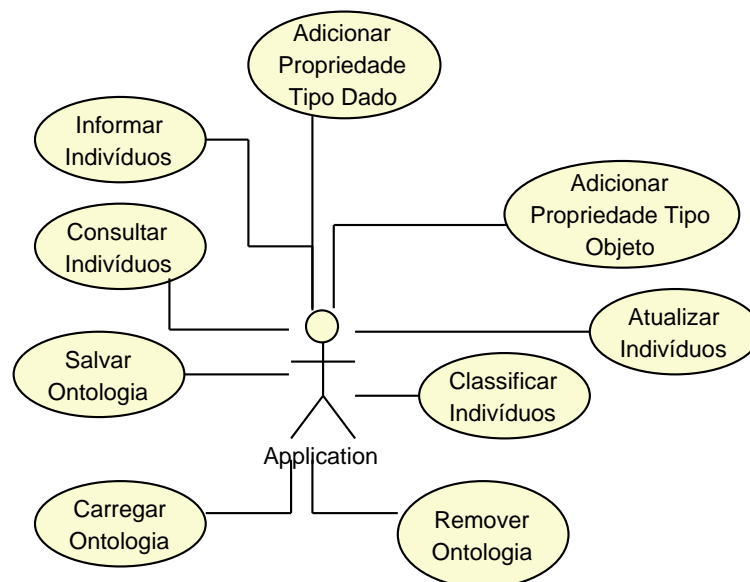 Adicionar
Propriedade
Tipo Dado
Informar
Indivíduos
Adicionar
Propriedade Tipo
Objeto
Consultar
Indivíduos
Atualizar
Indivíduos
Salvar
Ontologia
Classificar
Indivíduos
Application
Carregar
Ontologia
Remover
Ontologia